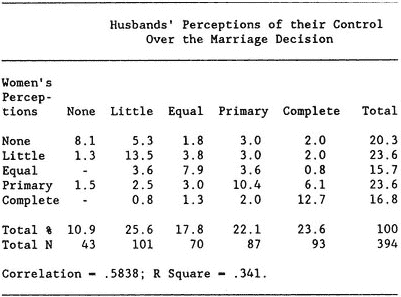 Husbands' Perceptions of their Control
Over the Marriage Decision
Women's
Percep-
tions None Little Equal Primary Complete Total
None 8.1 5.3 1.8 3.0 2.0 20.3
Little 1.3 13.5 3.8 3.0 2.0 23.6
Equal - 3.6 7.9 3.6 0.8 15.7
Primary 1.5 2.5 3.0 10.4 6.1 23.6
Complete - 0.8 1.3 2.0 12.7 16.8
Total % 10.9 25.6 17.8 22.1 23.6 100
Total N 43 101 70 87 93 394
Correlation = .5838; R Square = .341.